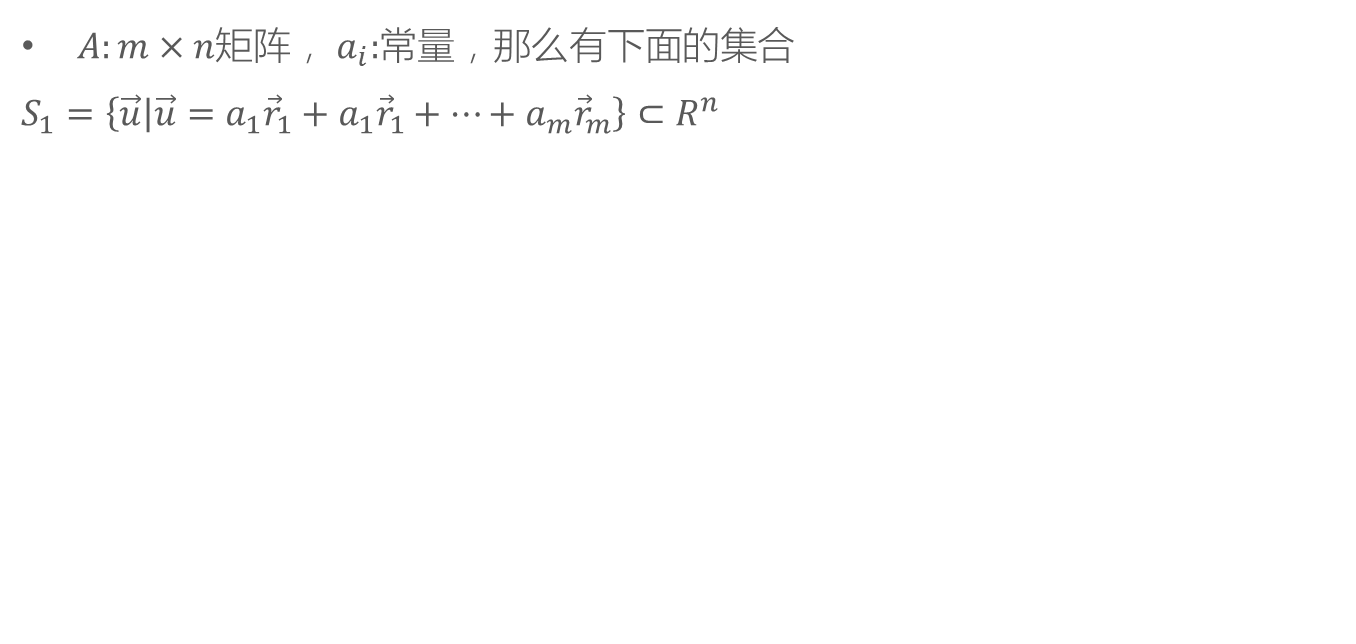 • A: m × n矩阵， aᵢ:常量，那么有下面的集合
S₁ = {u⃗|u⃗ = a₁r⃗₁ + a₁r⃗₁ + ⋯ + aₘr⃗ₘ} ⊂ Rⁿ